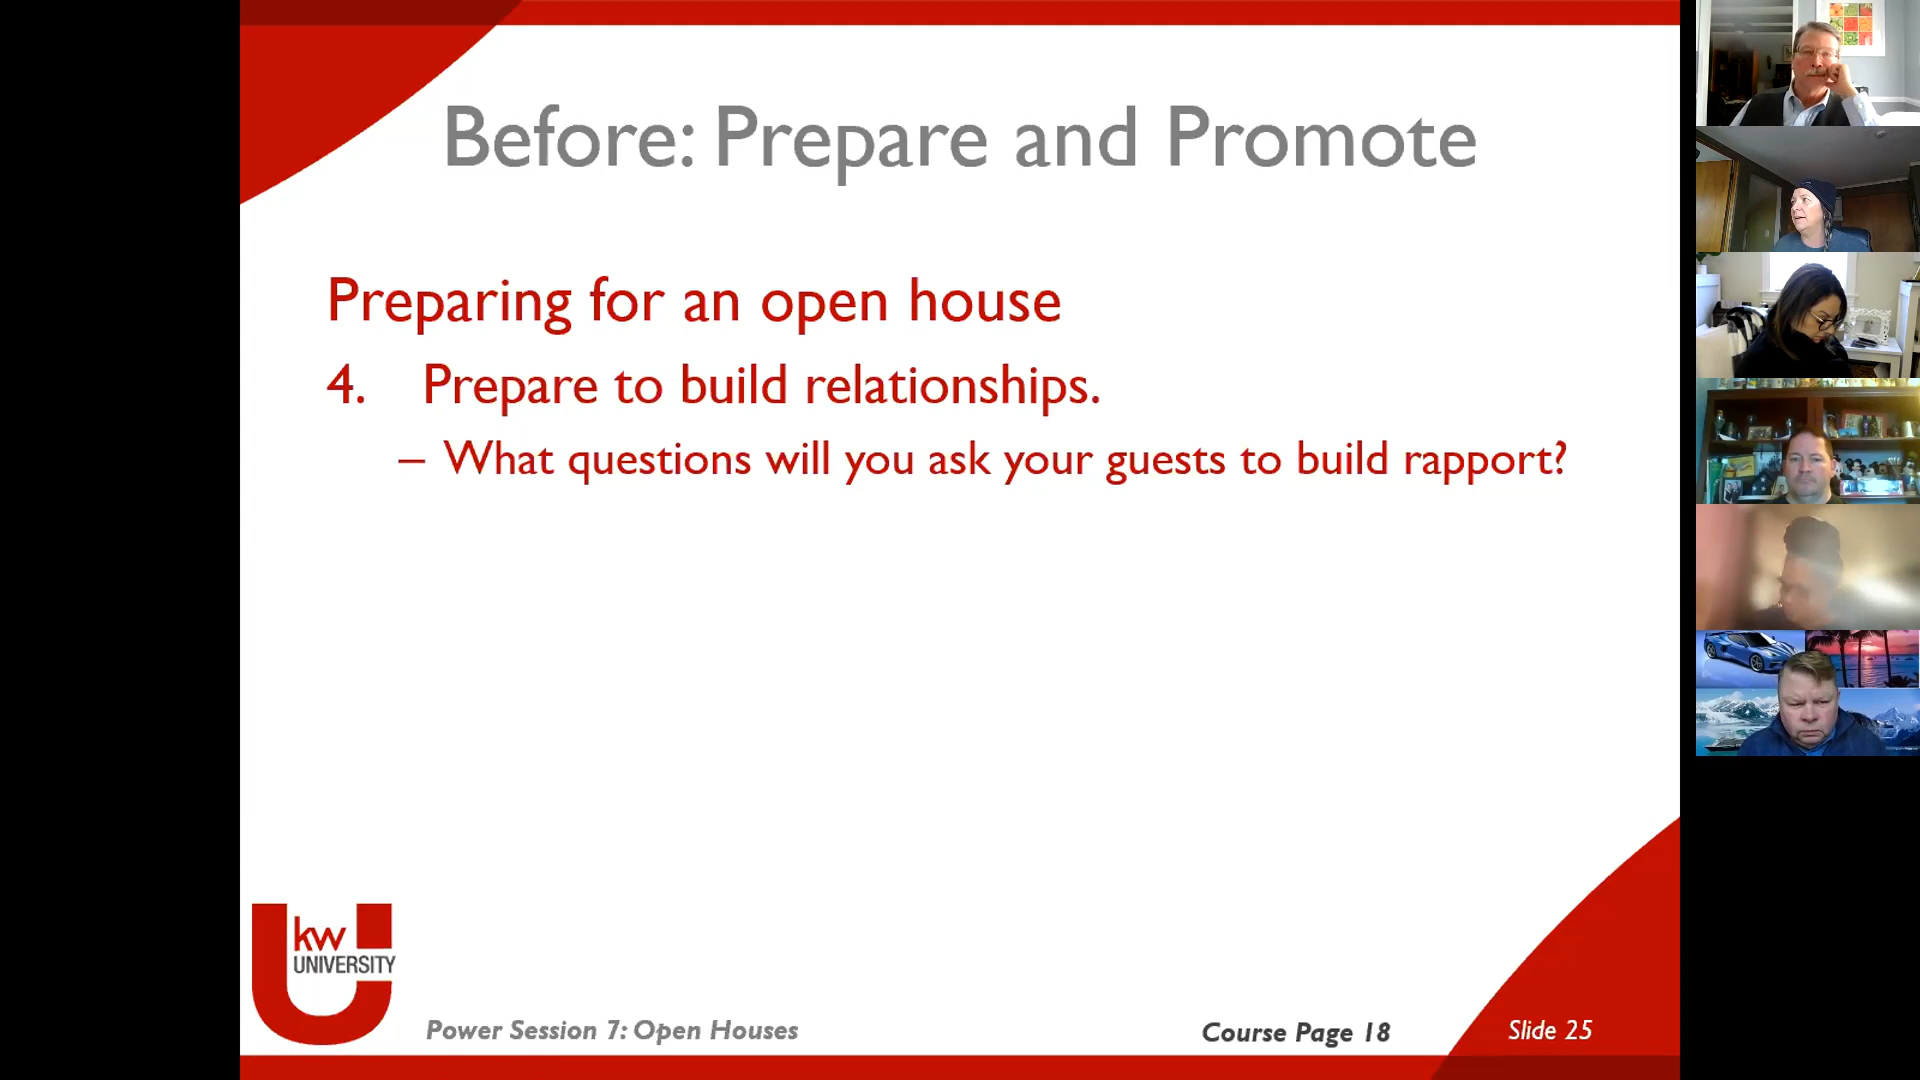 Before: Prepare and Promote
Preparing for an open house
4. Prepare to build relationships.
– What questions will you ask your guests to build rapport?
kw
UNIVERSITY
Power Session 7: Open Houses
Course Page 18
Slide 25